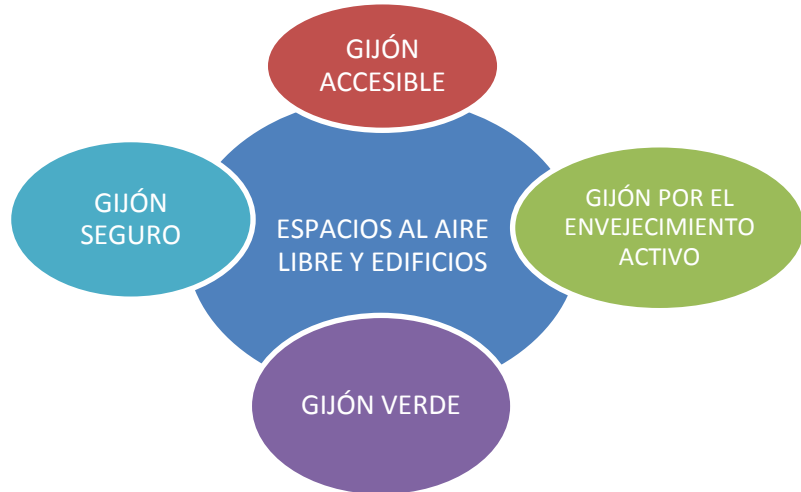 GIJÓN
ACCESIBLE
GIJÓN
SEGURO
ESPACIOS AL AIRE
LIBRE Y EDIFICIOS
GIJÓN POR EL
ENVEJECIMIENTO
ACTIVO
GIJÓN VERDE